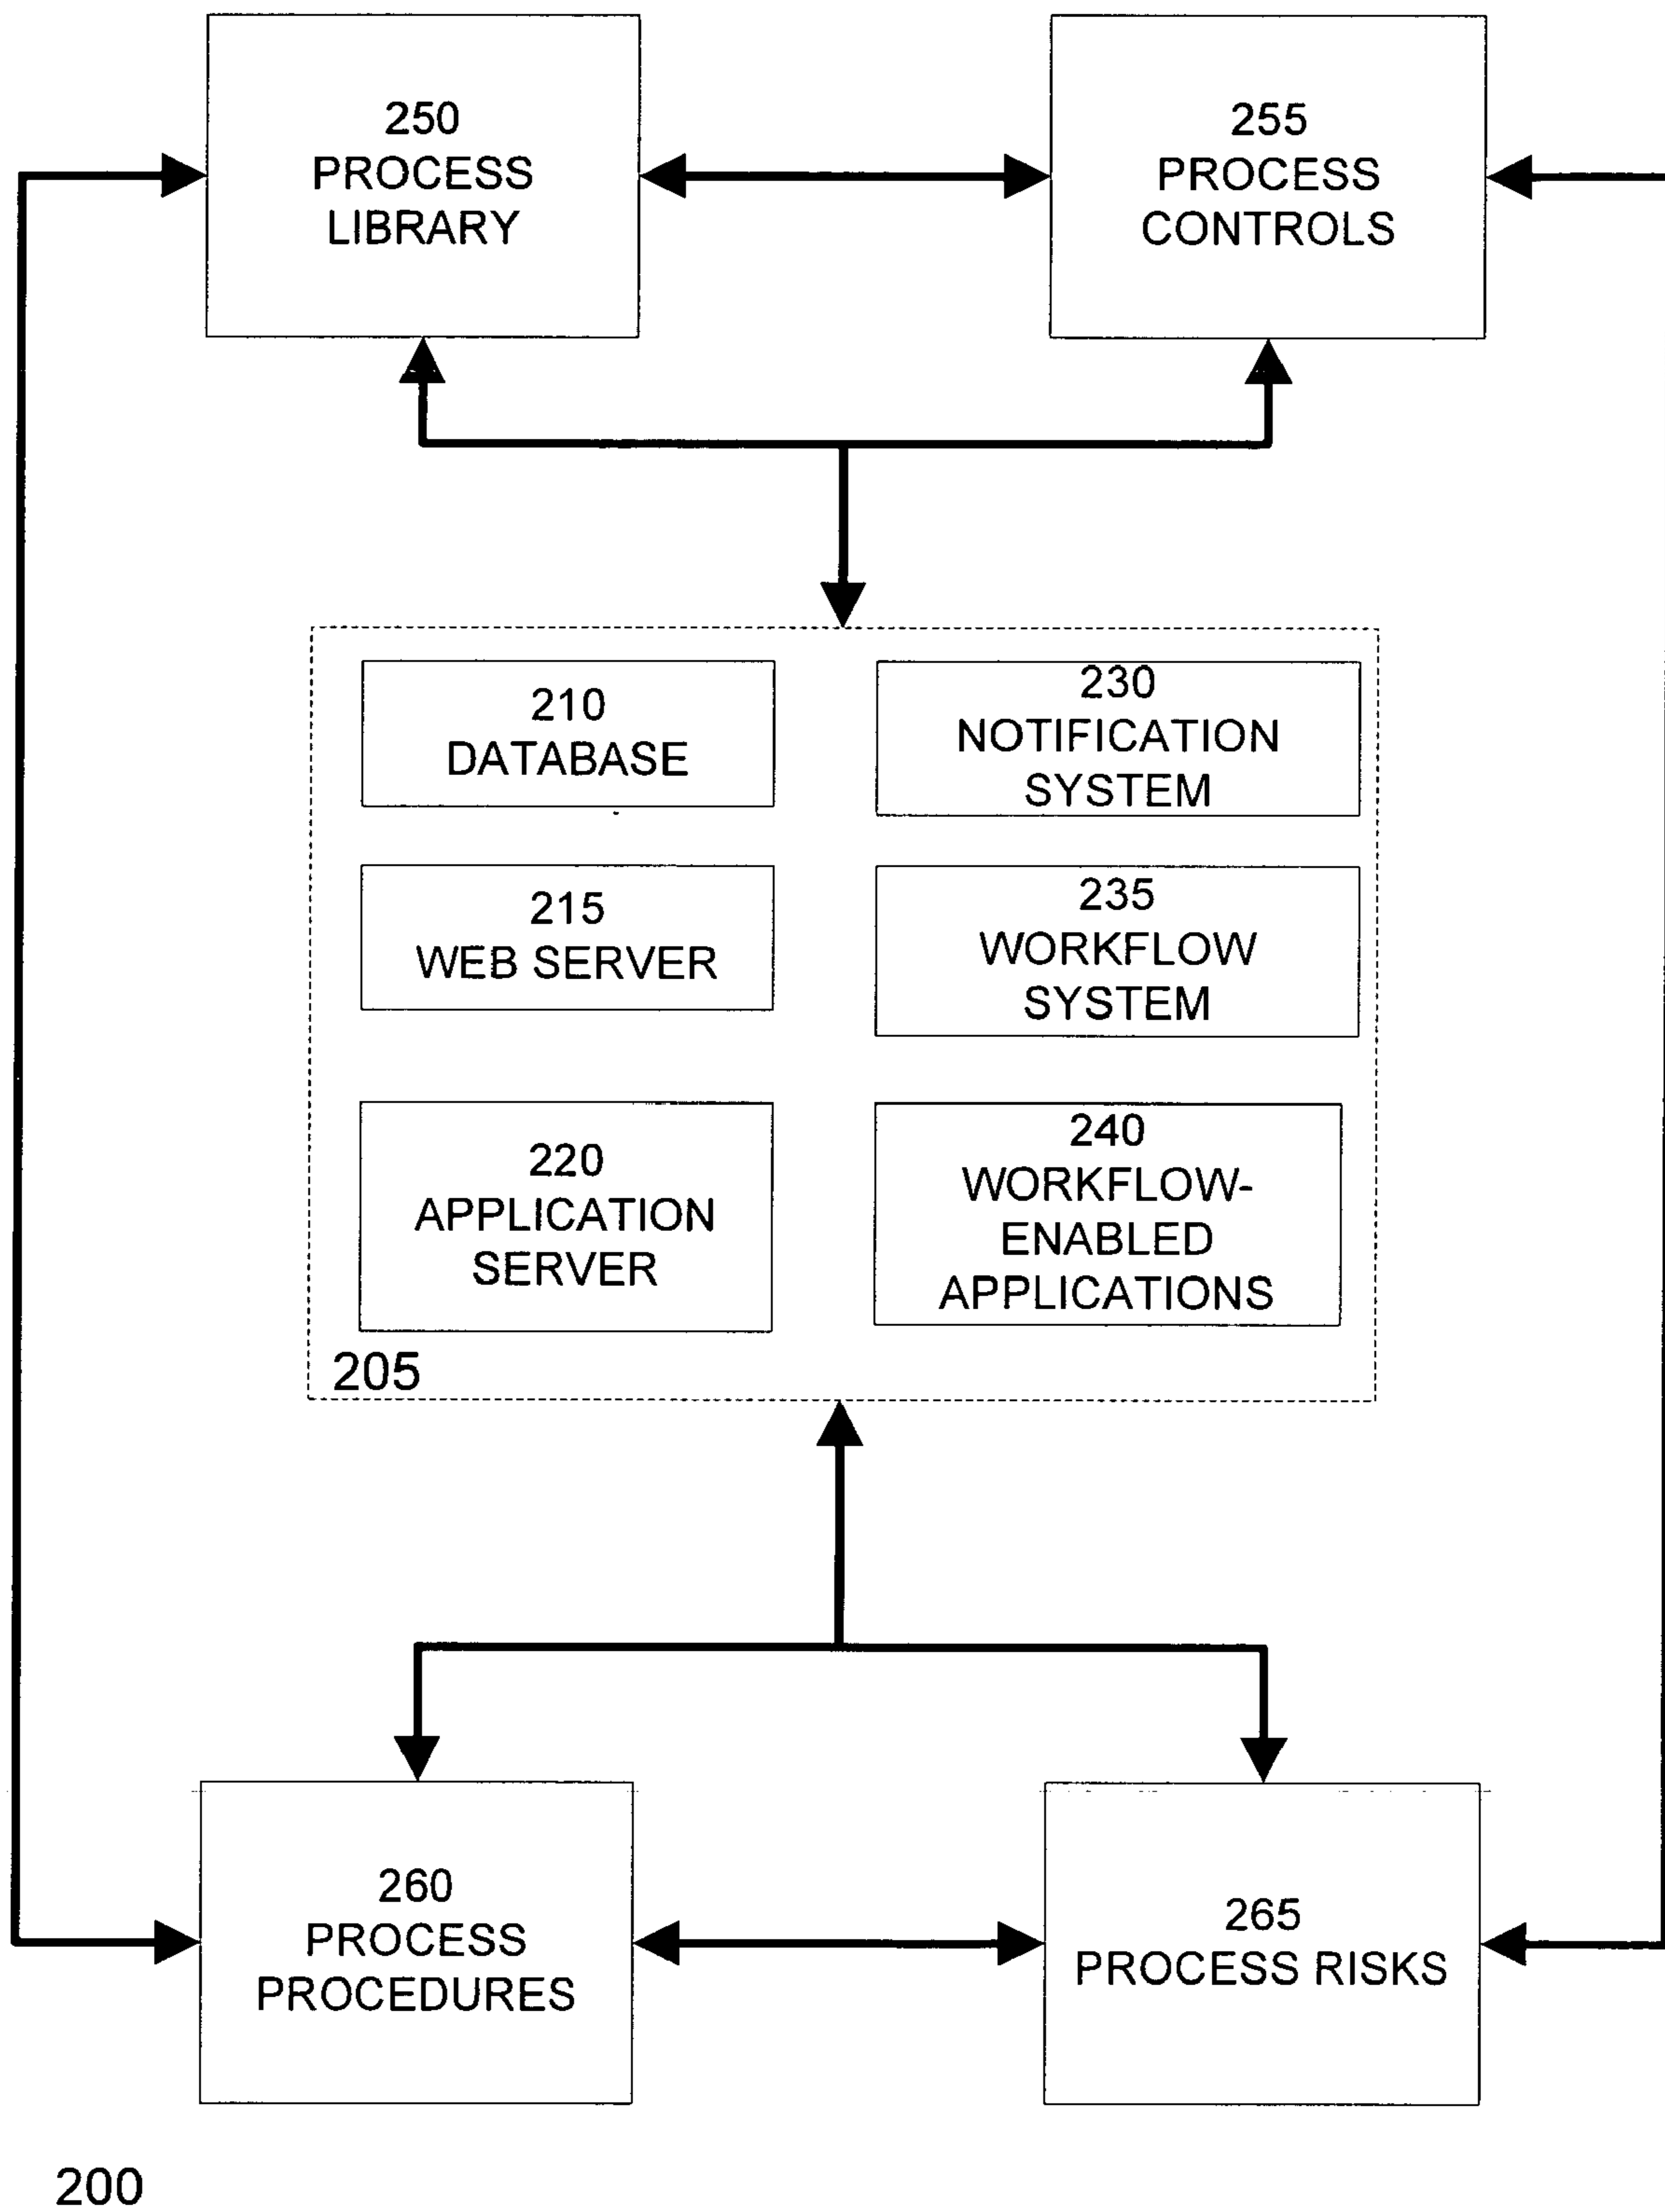 250
PROCESS
LIBRARY
255
PROCESS
CONTROLS
210
DATABASE
230
NOTIFICATION
SYSTEM
215
WEB SERVER
235
WORKFLOW
SYSTEM
220
APPLICATION
SERVER
240
WORKFLOW-
ENABLED
APPLICATIONS
205
260
PROCESS
PROCEDURES
265
PROCESS RISKS
200